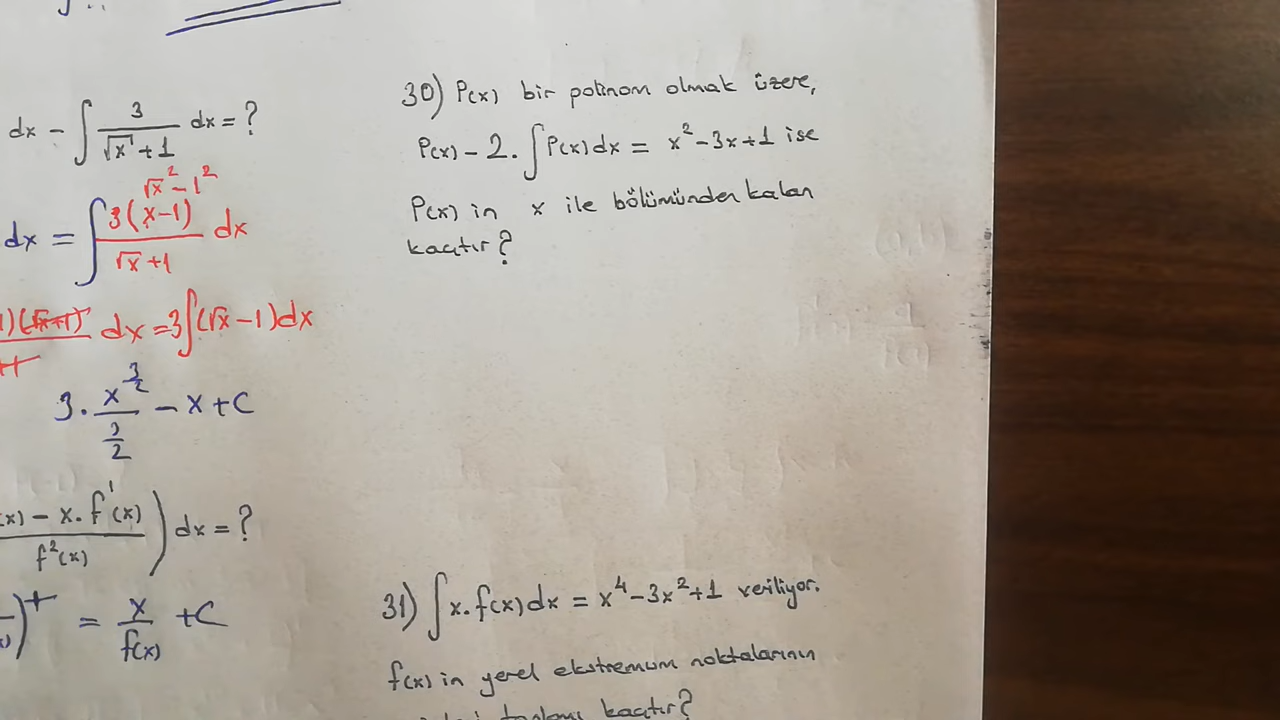 dx - ∫ 3/(√x + 1) dx = ?
√x² - 1²
dx = ∫ 3(x-1)/(√x + 1) dx
1)(√x+1) dx = 3∫(√x - 1)dx
3 · x^(3/2)/(3/2) - x + C
(x) - x. f'(x)/f²(x)) dx = ?
)⁺ = x/f(x) + C
30) P(x) bir polinom olmak üzere,
P(x) - 2. ∫P(x)dx = x² - 3x + 1 ise
P(x) in x ile bölümünden kalan
kaçtır?
31) ∫x. f(x)dx = x⁴ - 3x² + 1 veriliyor.
f(x) in yerel ekstremum noktalarının
toplamı kaçtır?